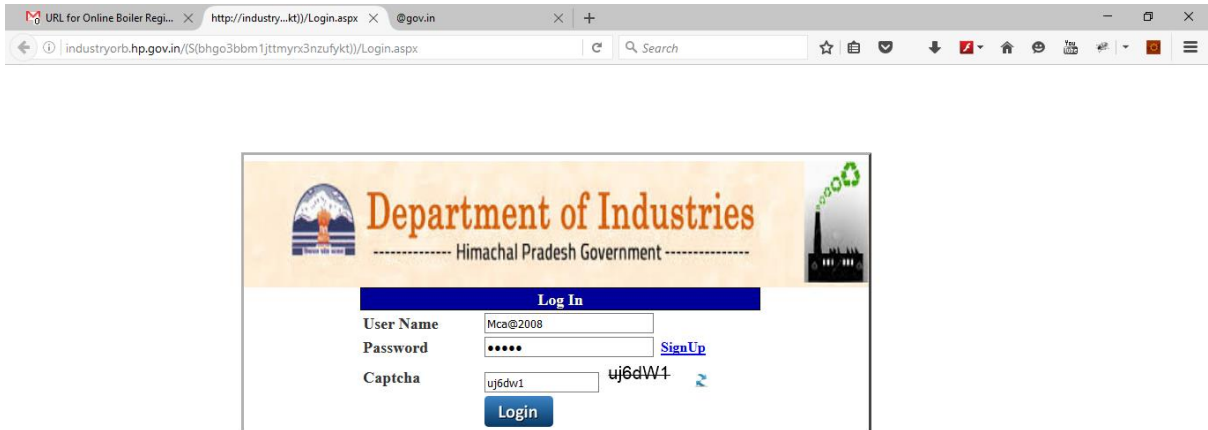 URL for Online Boiler Regi...
http://industry...kt))/Login.aspx
@gov.in
industryorb.hp.gov.in/(S(bhgo3bbm1jttmyrx3nzufykt))/Login.aspx
Search
You
Tube
Department of Industries
-------------- Himachal Pradesh Government ---------------
Log In
User Name Mca@2008
Password ••••• SignUp
Captcha uj6dw1 uj6dW1
Login